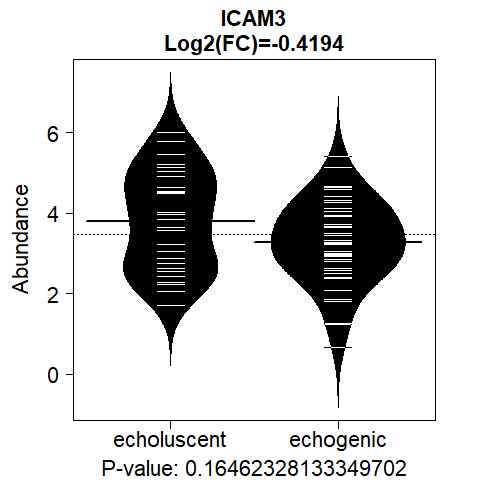 ICAM3
Log2(FC)=-0.4194
Abundance
6
4
2
0
echoluscent echogenic
P-value: 0.16462328133349702